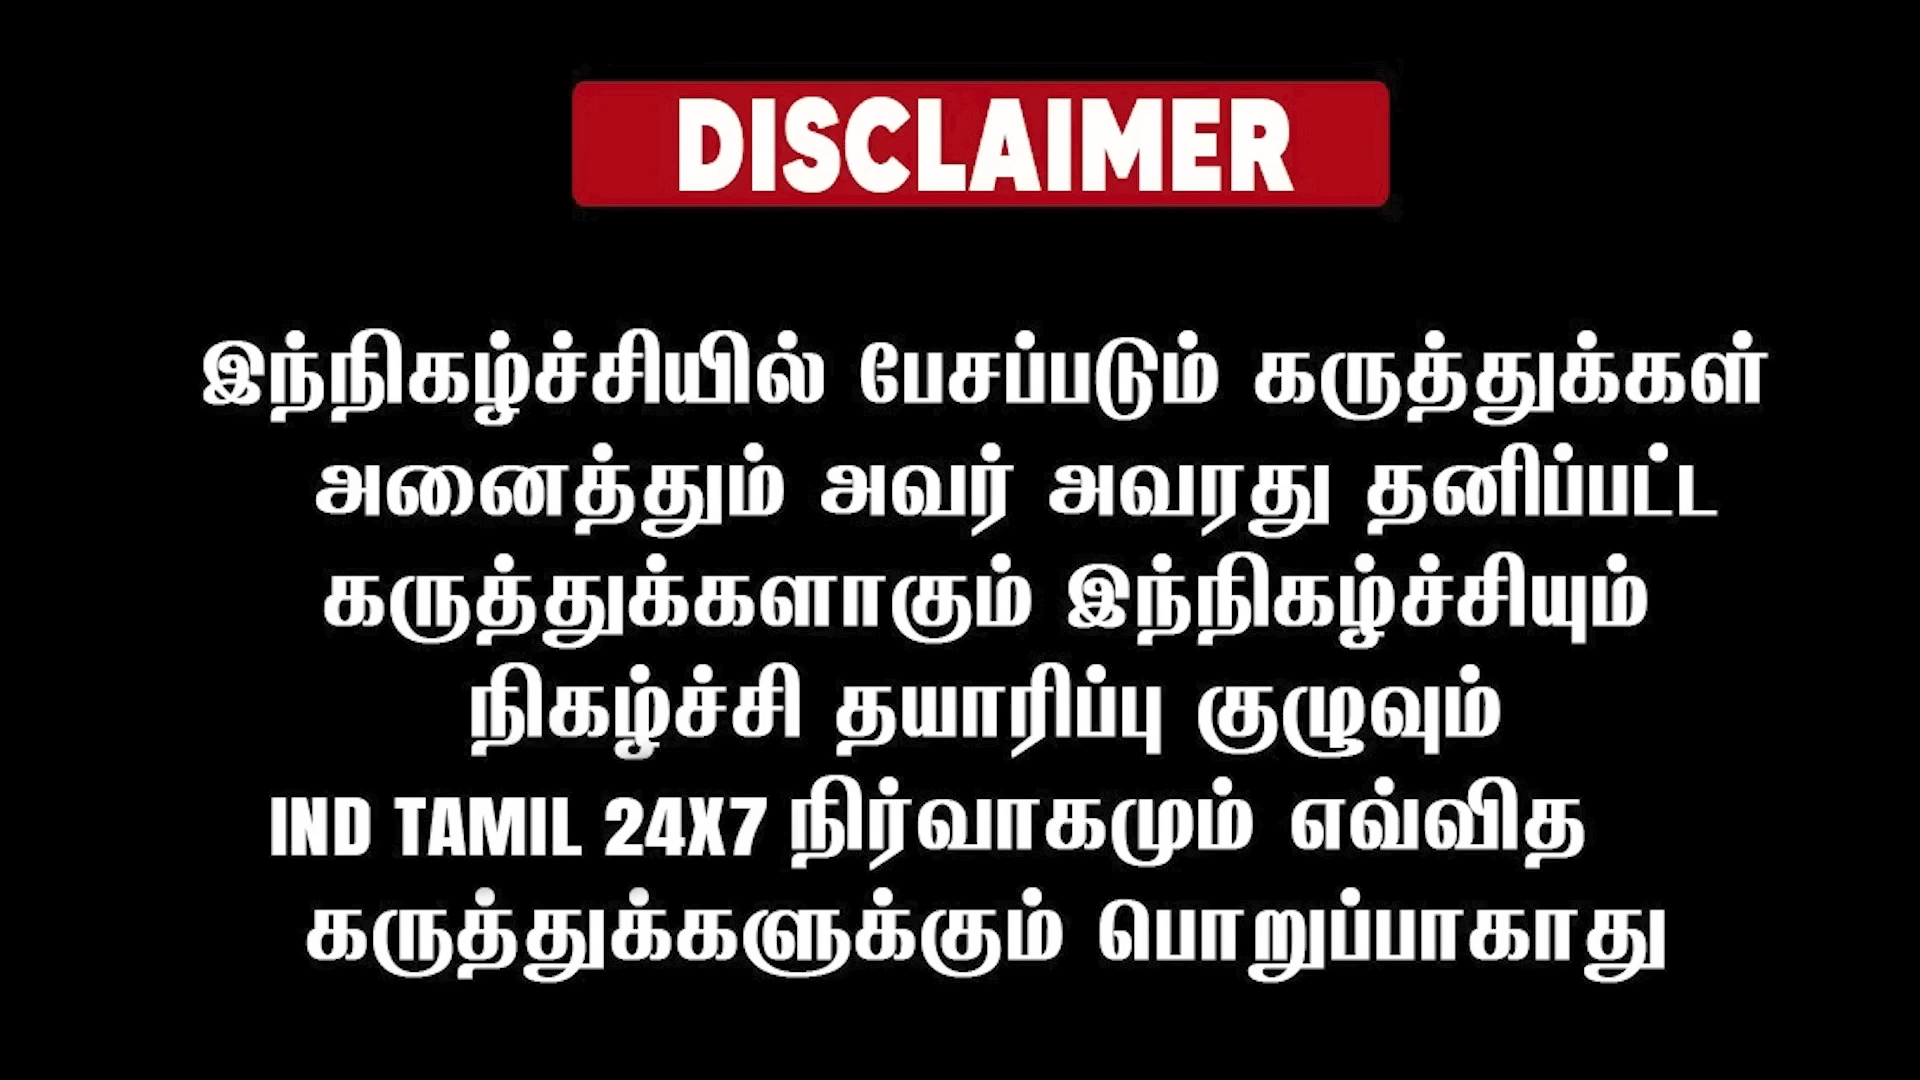 DISCLAIMER
இந்நிகழ்ச்சியில் பேசப்படும் கருத்துக்கள்
அனைத்தும் அவர் அவரது தனிப்பட்ட
கருத்துக்களாகும் இந்நிகழ்ச்சியும்
நிகழ்ச்சி தயாரிப்பு குழுவும்
IND TAMIL 24X7 நிர்வாகமும் எவ்வித
கருத்துக்களுக்கும் பொறுப்பாகாது